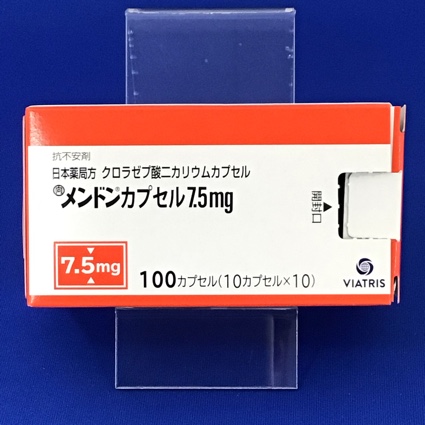 抗不安剤
日本薬局方 クロラゼプ酸二カリウムカプセル
メンドン®カプセル7.5mg
開封口
7.5mg
100カプセル(10カプセル×10)
VIATRIS